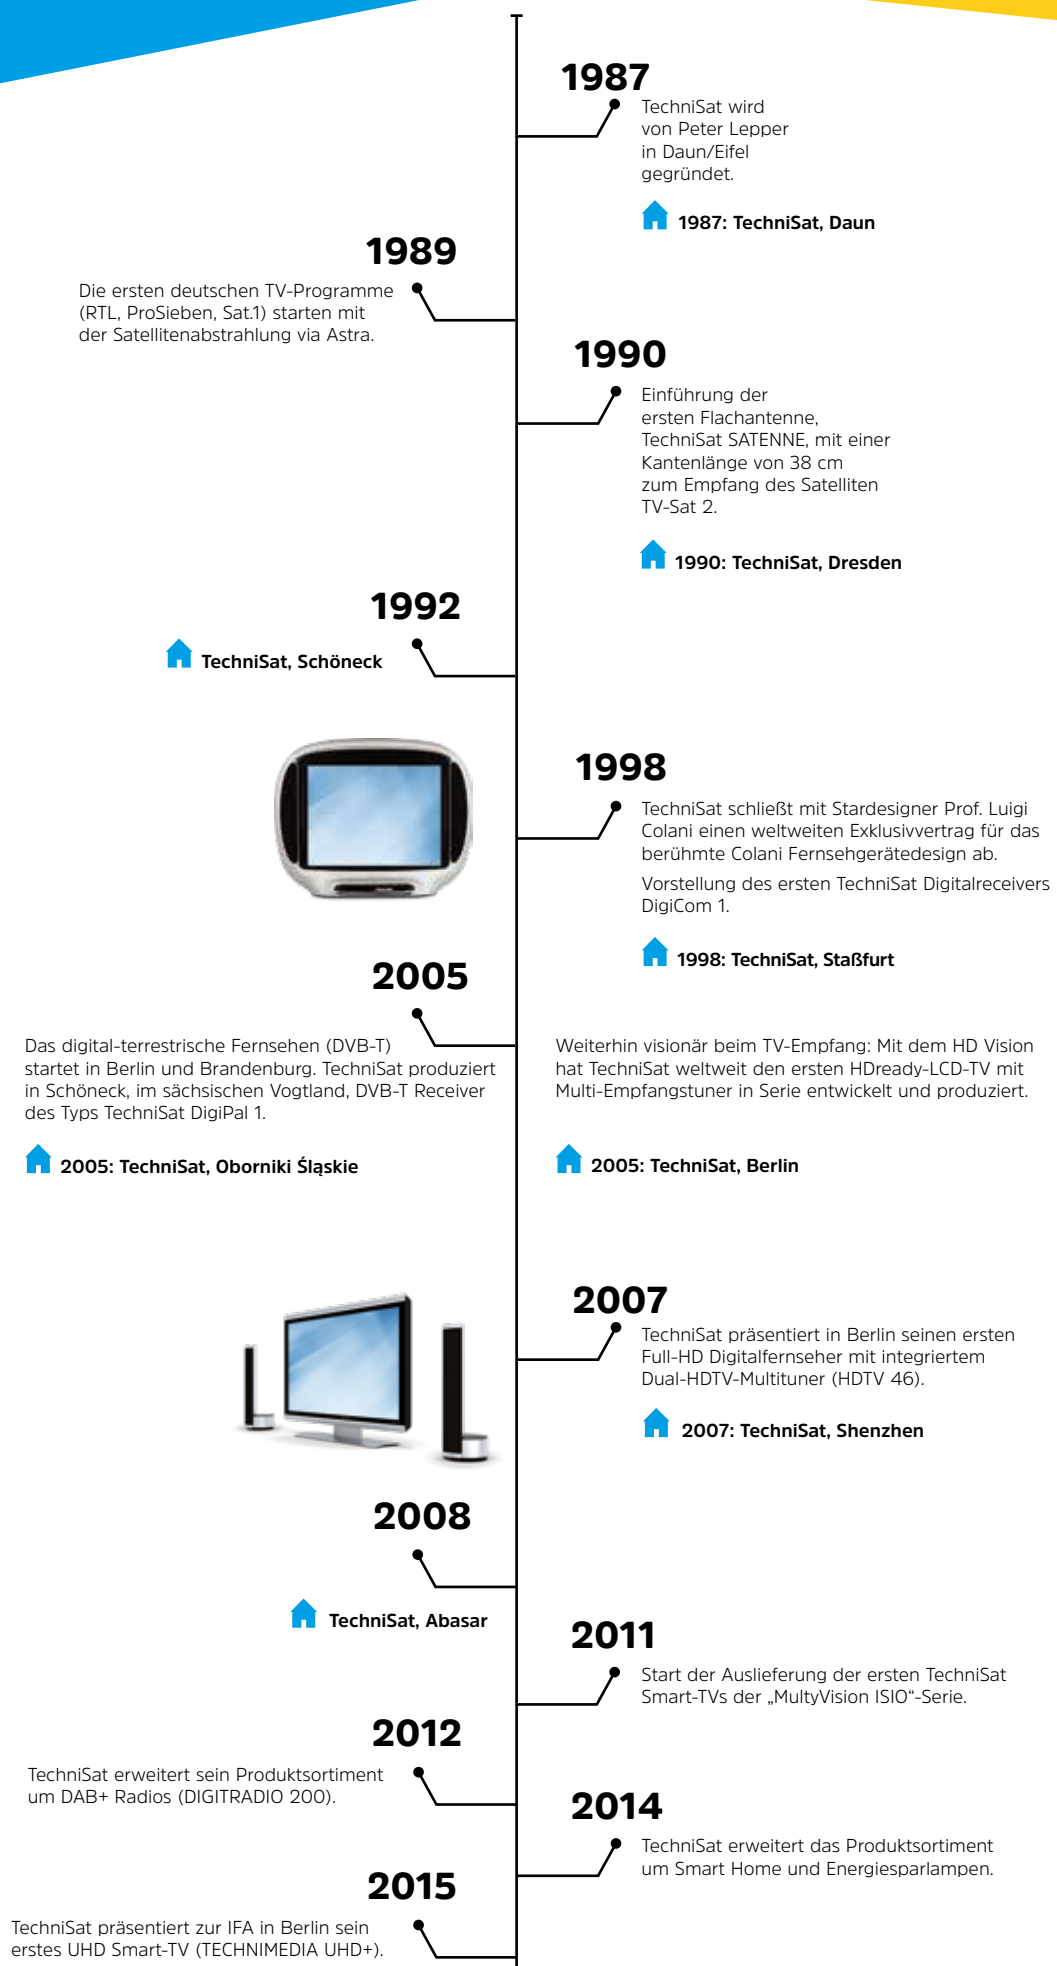 1987
TechniSat wird
von Peter Lepper
in Daun/Eifel
gegründet.
1987: TechniSat, Daun
1989
Die ersten deutschen TV-Programme
(RTL, ProSieben, Sat.1) starten mit
der Satellitenabstrahlung via Astra.
1990
Einführung der
ersten Flachantenne,
TechniSat SATENNE, mit einer
Kantenlänge von 38 cm
zum Empfang des Satelliten
TV-Sat 2.
1990: TechniSat, Dresden
1992
TechniSat, Schöneck
1998
TechniSat schließt mit Stardesigner Prof. Luigi
Colani einen weltweiten Exklusivvertrag für das
berühmte Colani Fernsehgerätedesign ab.
Vorstellung des ersten TechniSat Digitalreceivers
DigiCom 1.
1998: TechniSat, Staßfurt
2005
Das digital-terrestrische Fernsehen (DVB-T)
startet in Berlin und Brandenburg. TechniSat produziert
in Schöneck, im sächsischen Vogtland, DVB-T Receiver
des Typs TechniSat DigiPal 1.
2005: TechniSat, Oborniki Śląskie
Weiterhin visionär beim TV-Empfang: Mit dem HD Vision
hat TechniSat weltweit den ersten HDready-LCD-TV mit
Multi-Empfangstuner in Serie entwickelt und produziert.
2005: TechniSat, Berlin
2007
TechniSat präsentiert in Berlin seinen ersten
Full-HD Digitalfernseher mit integriertem
Dual-HDTV-Multituner (HDTV 46).
2007: TechniSat, Shenzhen
2008
TechniSat, Abasar
2011
Start der Auslieferung der ersten TechniSat
Smart-TVs der „MultyVision ISIO“-Serie.
2012
TechniSat erweitert sein Produktsortiment
um DAB+ Radios (DIGITRADIO 200).
2014
TechniSat erweitert das Produktsortiment
um Smart Home und Energiesparlampen.
2015
TechniSat präsentiert zur IFA in Berlin sein
erstes UHD Smart-TV (TECHNIMEDIA UHD+).